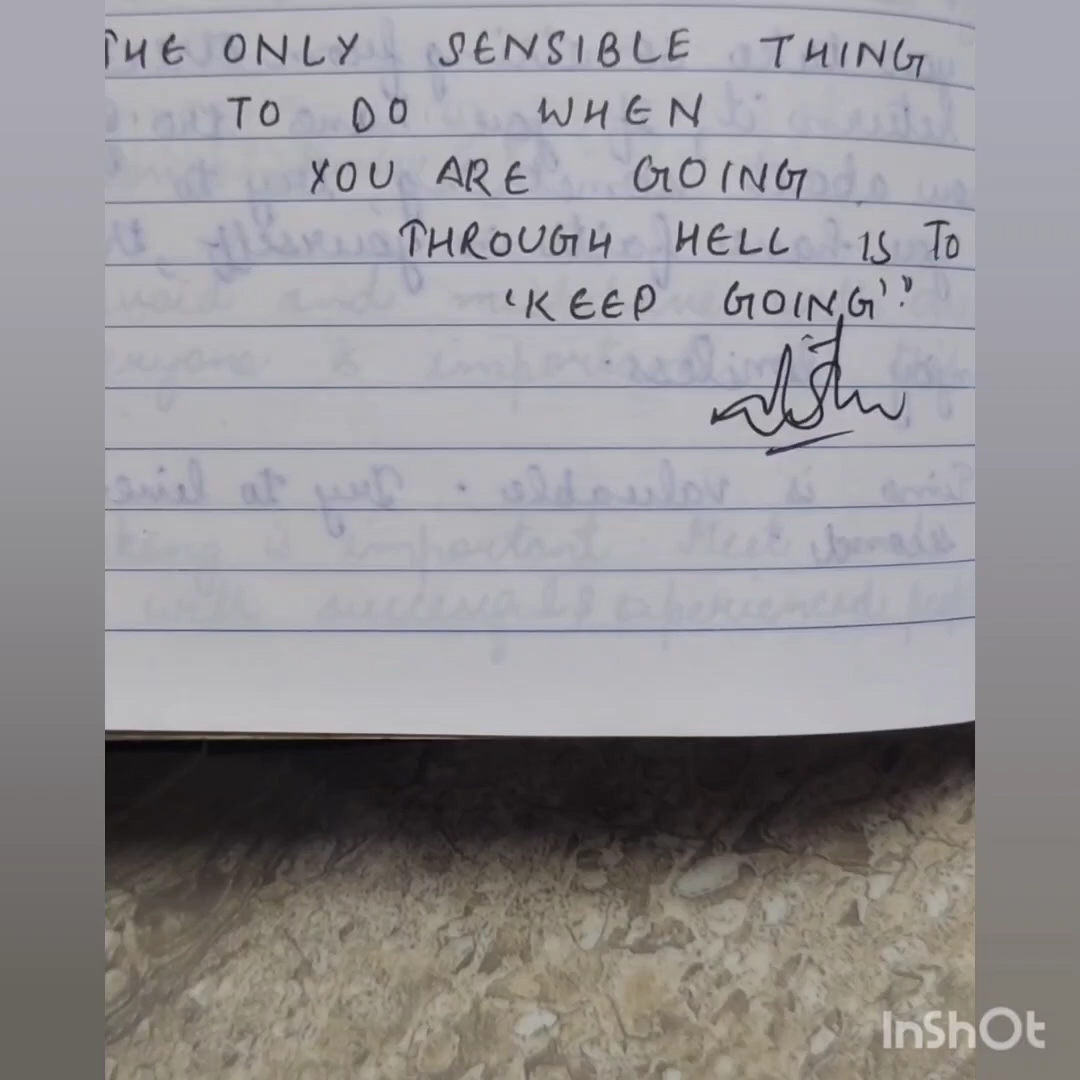 THE ONLY SENSIBLE THING
TO DO WHEN
YOU ARE GOING
THROUGH HELL IS TO
'KEEP GOING'."
InShOt